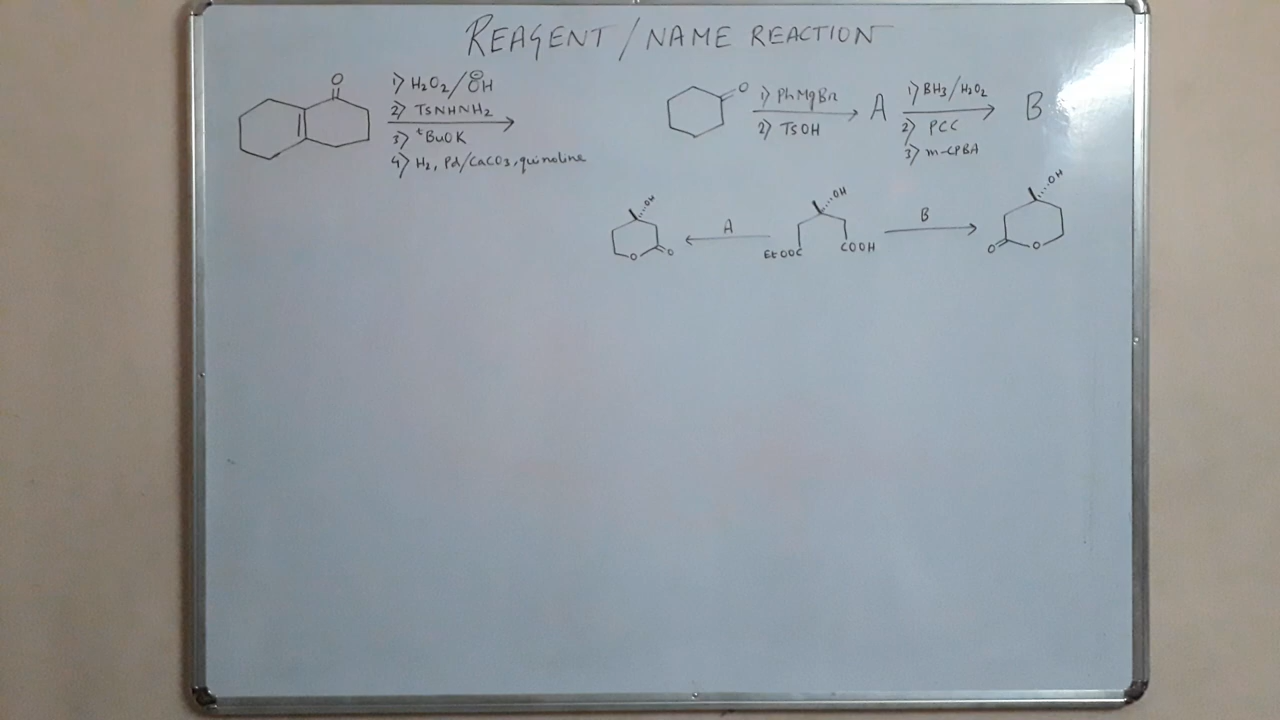 REAGENT / NAME REACTION
O
1) H₂O₂/⊖OH
2) TSNHNH₂
3) ᵗBuOK
4) H₂, Pd/CaCO₃, quinoline
O
1) PhMgBr
2) TsOH
A
1) BH₃/H₂O₂
2) PCC
3) m-CPBA
B
OH
O
O
A
OH
EtOOC
COOH
B
OH
O
O